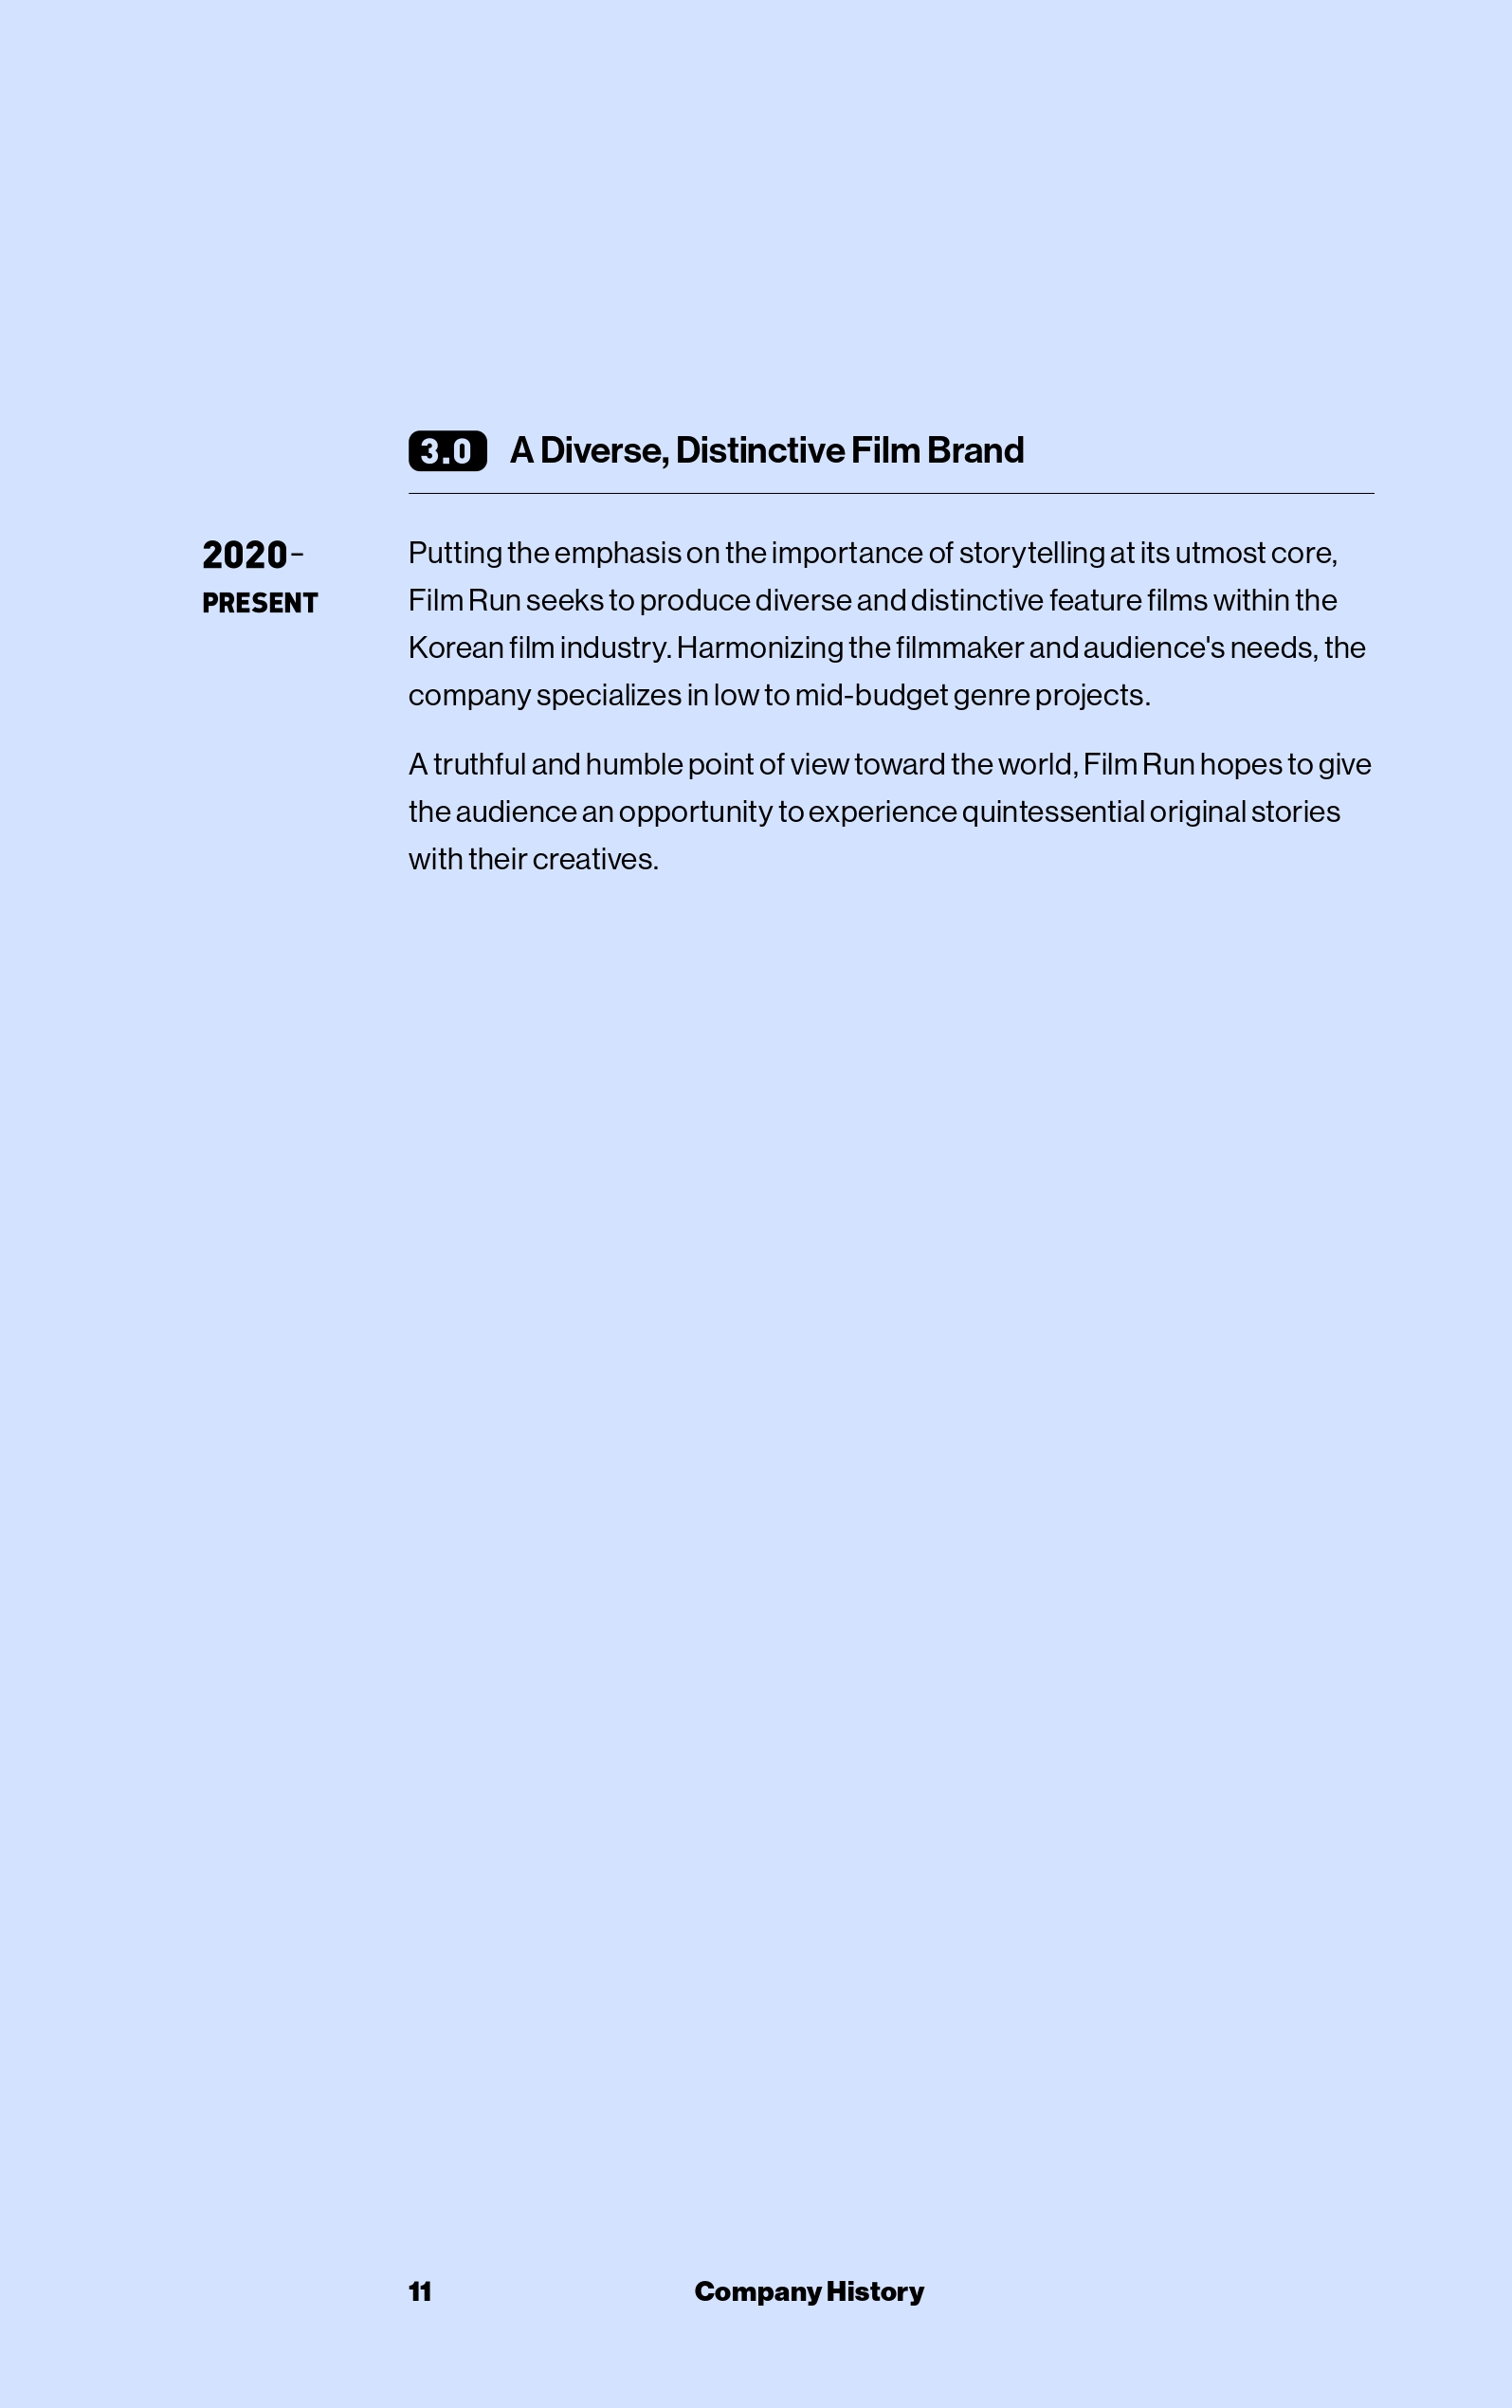 3.0 A Diverse, Distinctive Film Brand
2020–
PRESENT
Putting the emphasis on the importance of storytelling at its utmost core,
Film Run seeks to produce diverse and distinctive feature films within the
Korean film industry. Harmonizing the filmmaker and audience's needs, the
company specializes in low to mid-budget genre projects.
A truthful and humble point of view toward the world, Film Run hopes to give
the audience an opportunity to experience quintessential original stories
with their creatives.
11 Company History